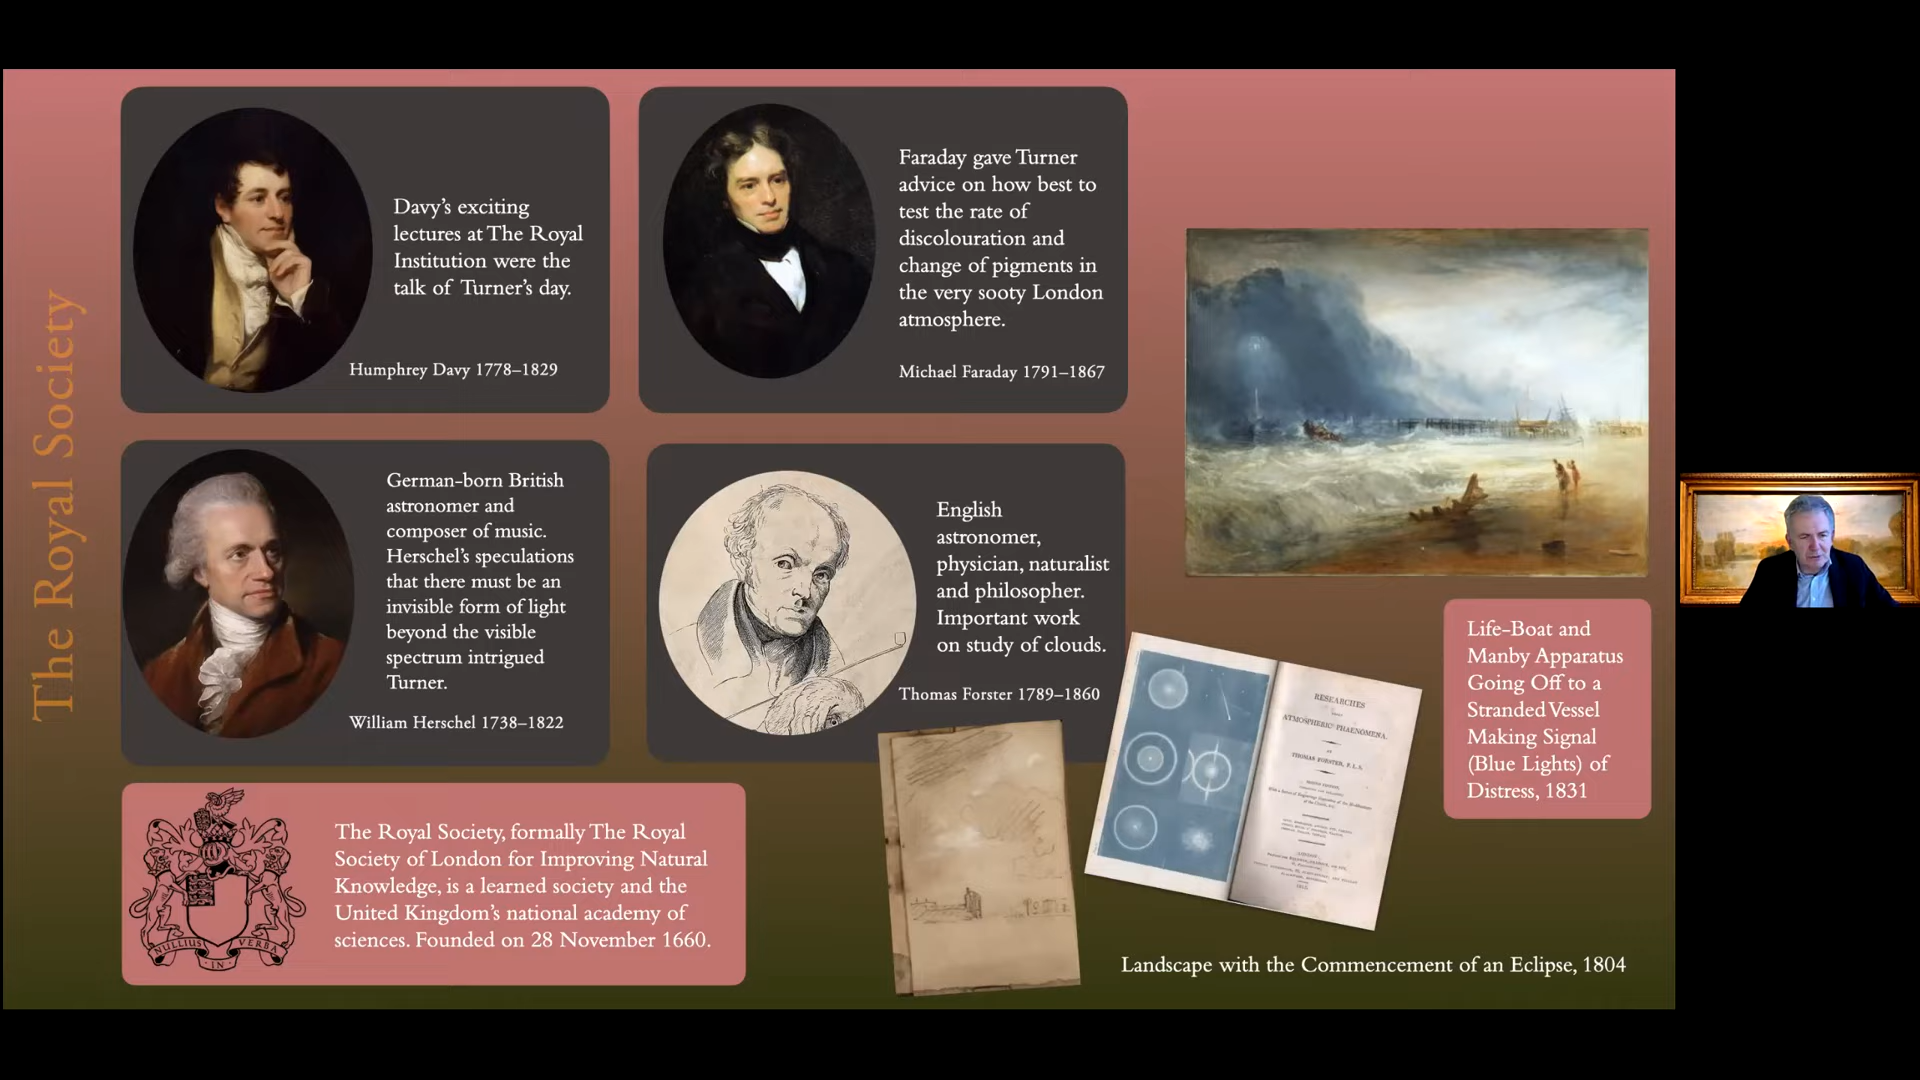 The Royal Society
Davy's exciting
lectures at The Royal
Institution were the
talk of Turner's day.
Humphrey Davy 1778–1829
Faraday gave Turner
advice on how best to
test the rate of
discolouration and
change of pigments in
the very sooty London
atmosphere.
Michael Faraday 1791–1867
German-born British
astronomer and
composer of music.
Herschel's speculations
that there must be an
invisible form of light
beyond the visible
spectrum intrigued
Turner.
William Herschel 1738–1822
English
astronomer,
physician, naturalist
and philosopher.
Important work
on study of clouds.
Thomas Forster 1789–1860
Life-Boat and
Manby Apparatus
Going Off to a
Stranded Vessel
Making Signal
(Blue Lights) of
Distress, 1831
RESEARCHES
ATMOSPHERIC PHAENOMENA.
THOMAS FORSTER, F.L.S.
NULLIUS IN VERBA
The Royal Society, formally The Royal
Society of London for Improving Natural
Knowledge, is a learned society and the
United Kingdom's national academy of
sciences. Founded on 28 November 1660.
Landscape with the Commencement of an Eclipse, 1804